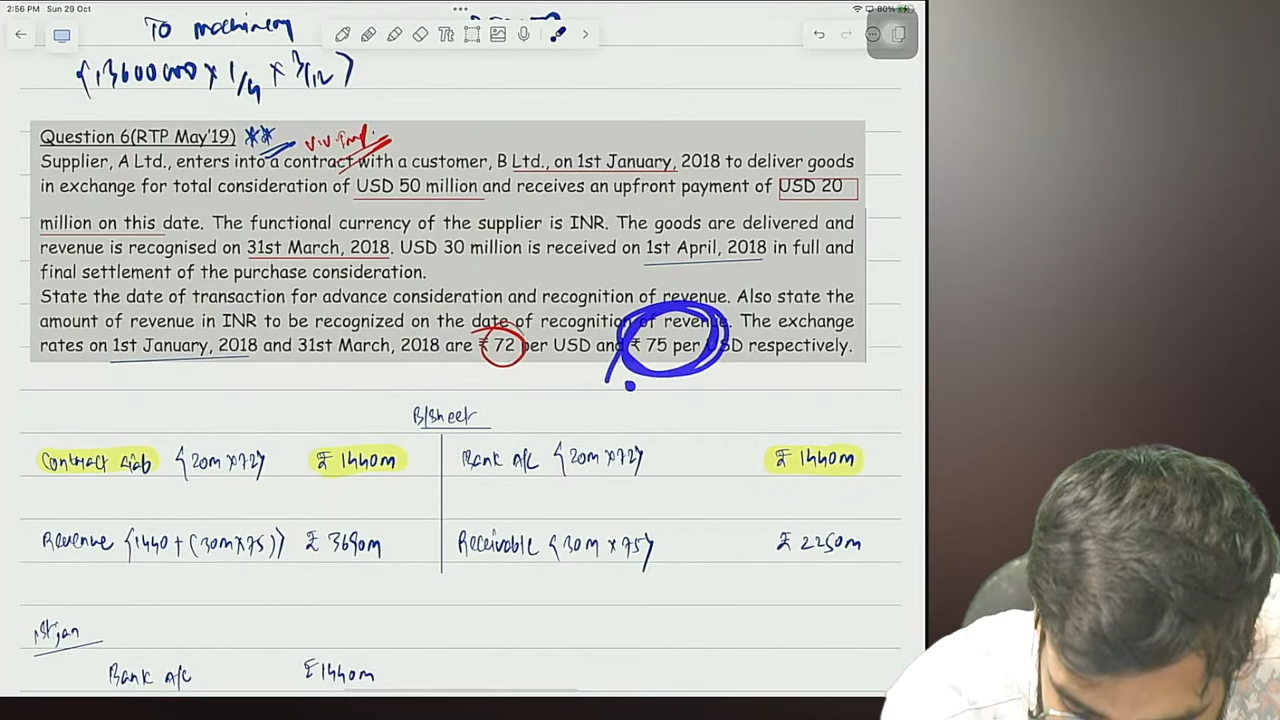 2:56 PM Sun 29 Oct
80%
To machinery
{13600000 x 1/4 x 3/12}
Question 6(RTP May'19) **
v.v.imp.
Supplier, A Ltd., enters into a contract with a customer, B Ltd., on 1st January, 2018 to deliver goods
in exchange for total consideration of USD 50 million and receives an upfront payment of USD 20
million on this date. The functional currency of the supplier is INR. The goods are delivered and
revenue is recognised on 31st March, 2018. USD 30 million is received on 1st April, 2018 in full and
final settlement of the purchase consideration.
State the date of transaction for advance consideration and recognition of revenue. Also state the
amount of revenue in INR to be recognized on the date of recognition of revenue. The exchange
rates on 1st January, 2018 and 31st March, 2018 are ₹ 72 per USD and ₹ 75 per USD respectively.
B/Sheet
Contract Liab {20m x 72} ₹ 1440m Bank A/c {20m x 72} ₹ 1440m
Revenue {1440 + (30m x 75)} ₹ 3690m Receivable {30m x 75} ₹ 2250m
1st jan
Bank A/c ₹ 1440m